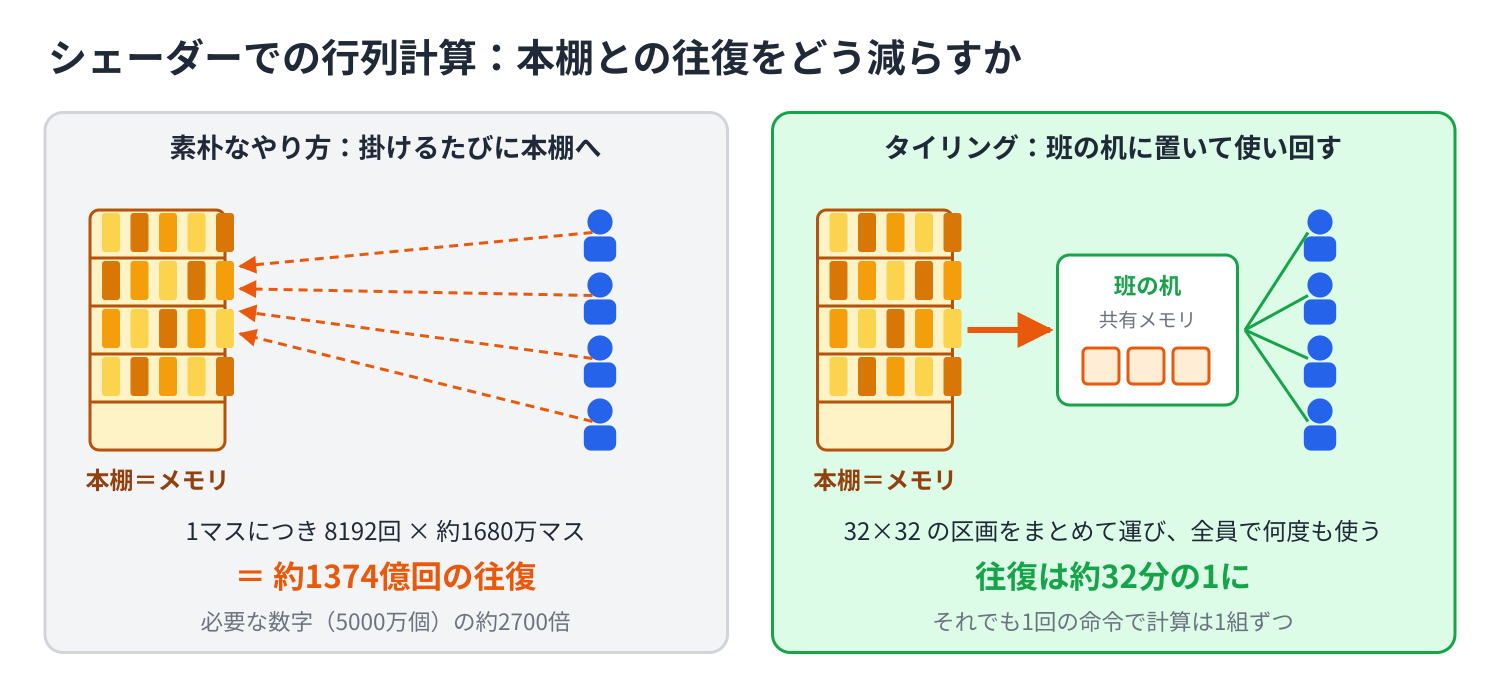 シェーダーでの行列計算：本棚との往復をどう減らすか
素朴なやり方：掛けるたびに本棚へ
本棚＝メモリ
1マスにつき 8192回 × 約1680万マス
＝ 約1374億回の往復
必要な数字（5000万個）の約2700倍
タイリング：班の机に置いて使い回す
班の机
共有メモリ
本棚＝メモリ
32×32 の区画をまとめて運び、全員で何度も使う
往復は約32分の1に
それでも1回の命令で計算は1組ずつ